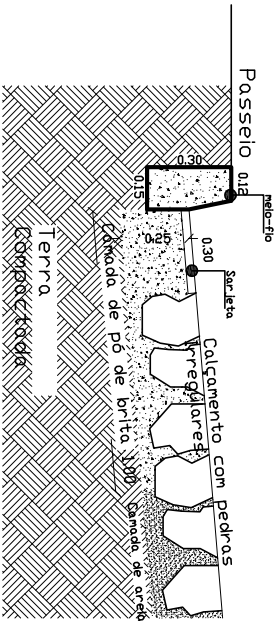 Passeio
meio-fio
0.12
0.30
0.15
Sarjeta
0.30
0.25
Calçamento com pedras
Irregulares
Camada de pó de brita
1.00
Camada de areia
Terra
Compactada